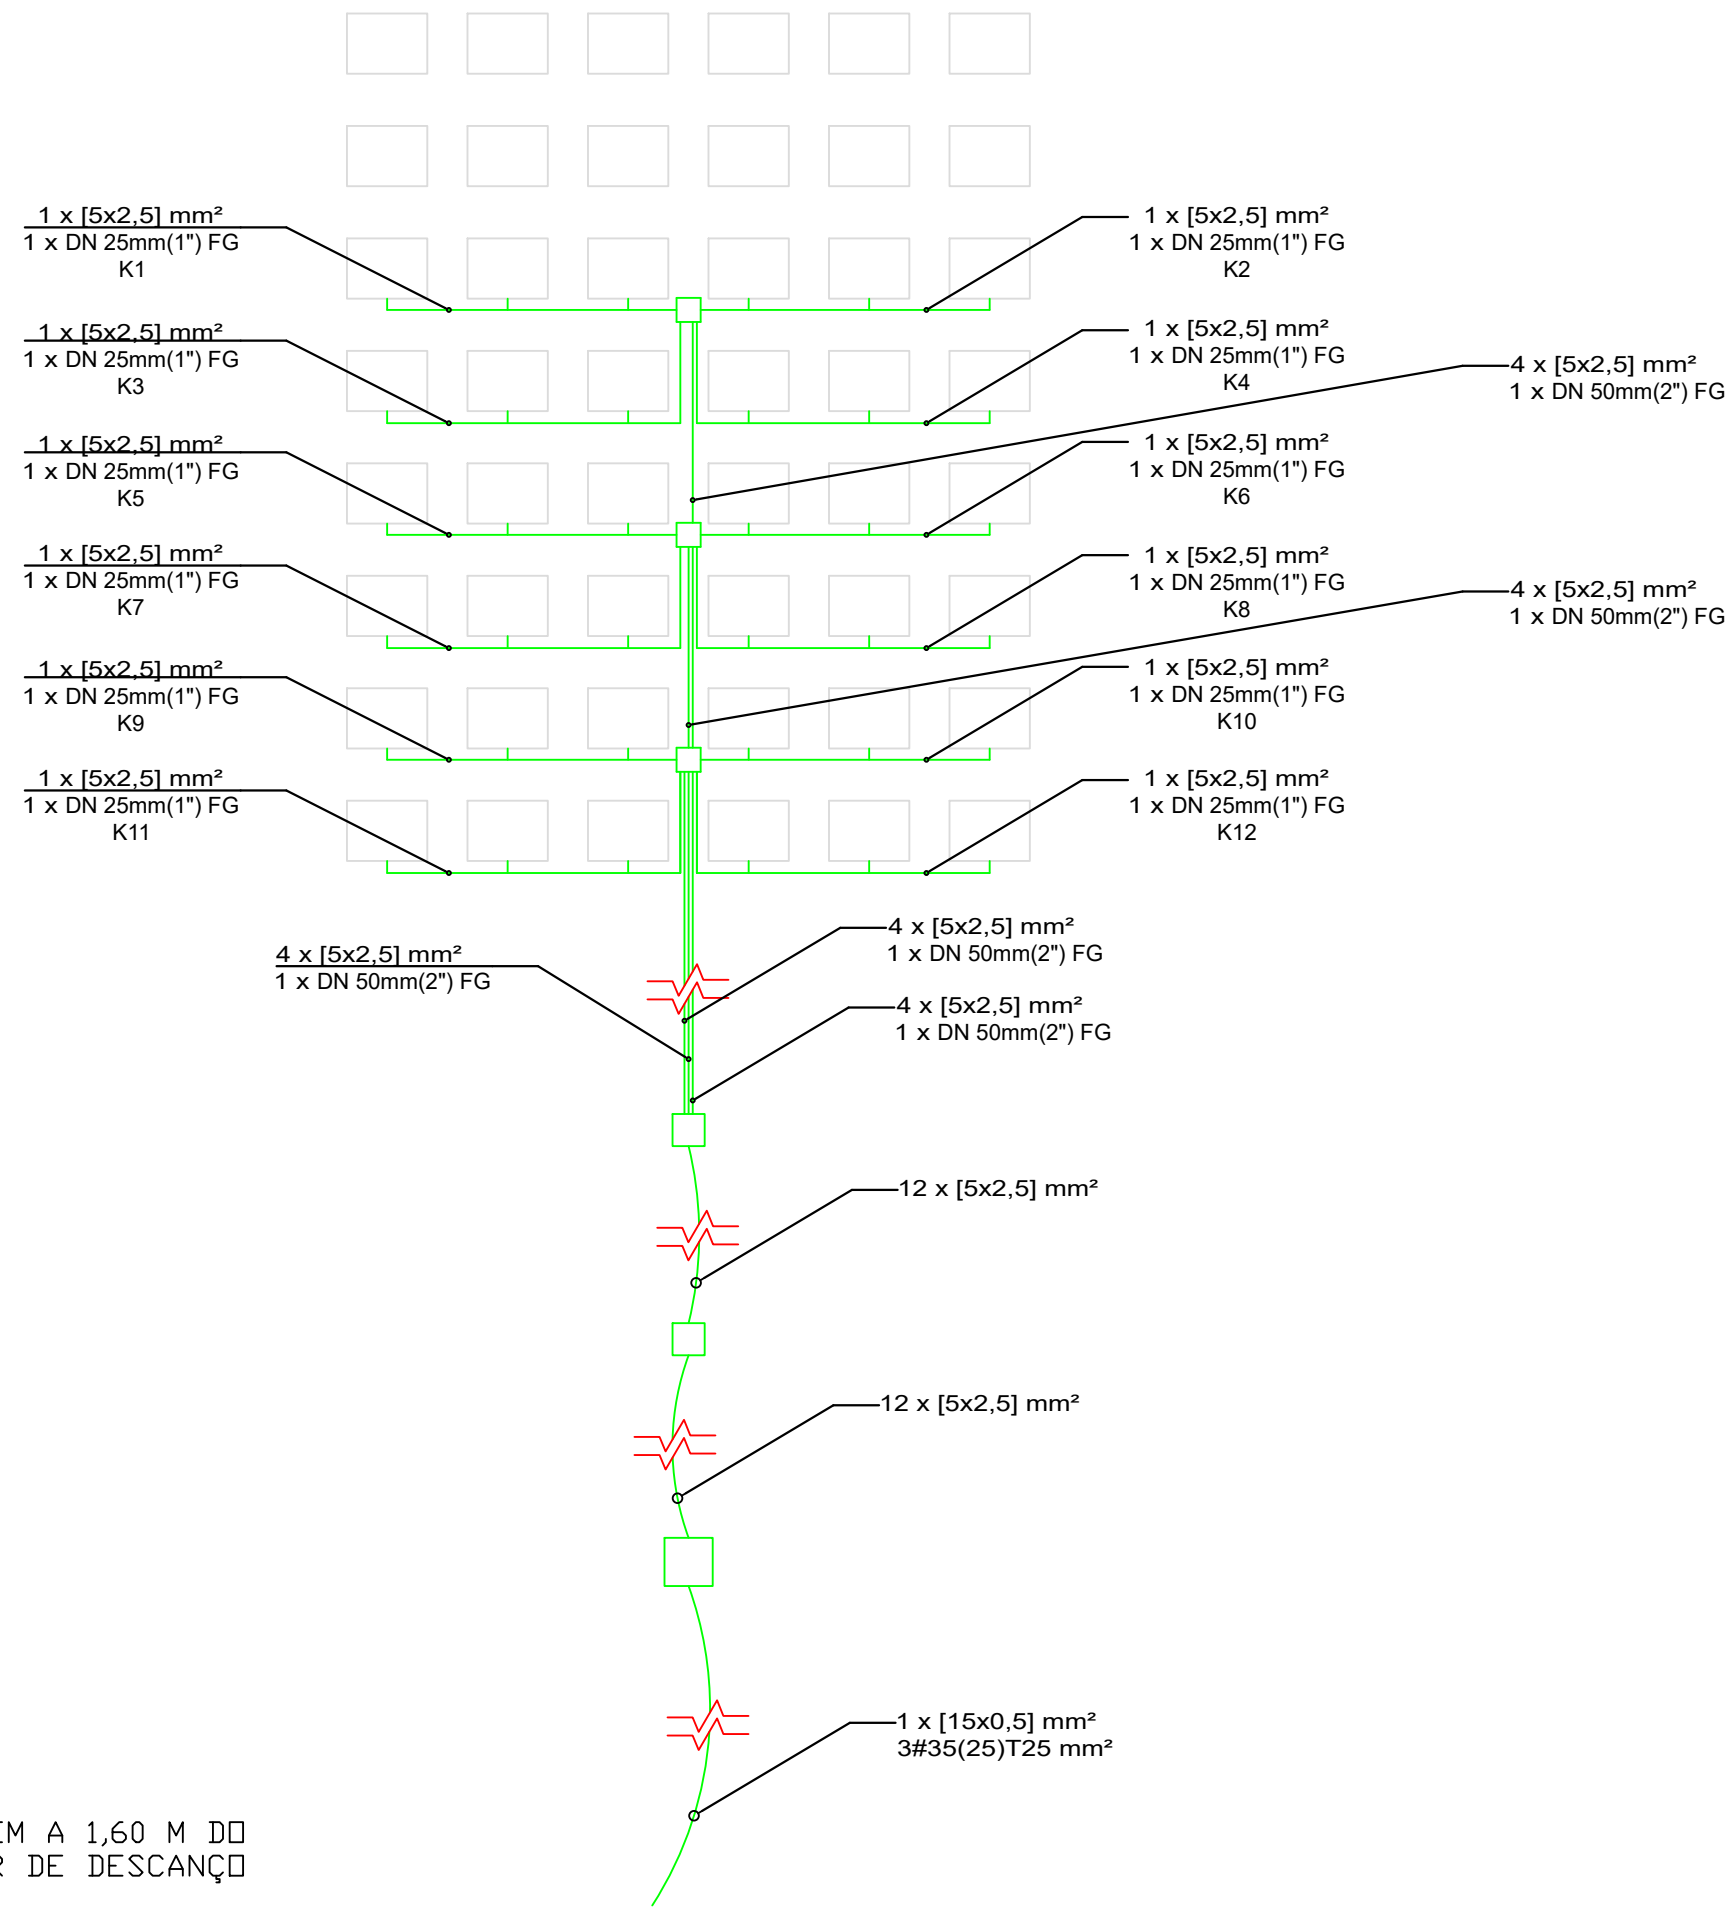 1 x [5x2,5] mm²
1 x DN 25mm(1") FG
K1
1 x [5x2,5] mm²
1 x DN 25mm(1") FG
K2
1 x [5x2,5] mm²
1 x DN 25mm(1") FG
K3
1 x [5x2,5] mm²
1 x DN 25mm(1") FG
K4
4 x [5x2,5] mm²
1 x DN 50mm(2") FG
1 x [5x2,5] mm²
1 x DN 25mm(1") FG
K5
1 x [5x2,5] mm²
1 x DN 25mm(1") FG
K6
1 x [5x2,5] mm²
1 x DN 25mm(1") FG
K7
1 x [5x2,5] mm²
1 x DN 25mm(1") FG
K8
4 x [5x2,5] mm²
1 x DN 50mm(2") FG
1 x [5x2,5] mm²
1 x DN 25mm(1") FG
K9
1 x [5x2,5] mm²
1 x DN 25mm(1") FG
K10
1 x [5x2,5] mm²
1 x DN 25mm(1") FG
K11
1 x [5x2,5] mm²
1 x DN 25mm(1") FG
K12
4 x [5x2,5] mm²
1 x DN 50mm(2") FG
4 x [5x2,5] mm²
1 x DN 50mm(2") FG
4 x [5x2,5] mm²
1 x DN 50mm(2") FG
12 x [5x2,5] mm²
12 x [5x2,5] mm²
1 x [15x0,5] mm²
3#35(25)T25 mm²
A 1,60 M DO
DE DESCANÇO